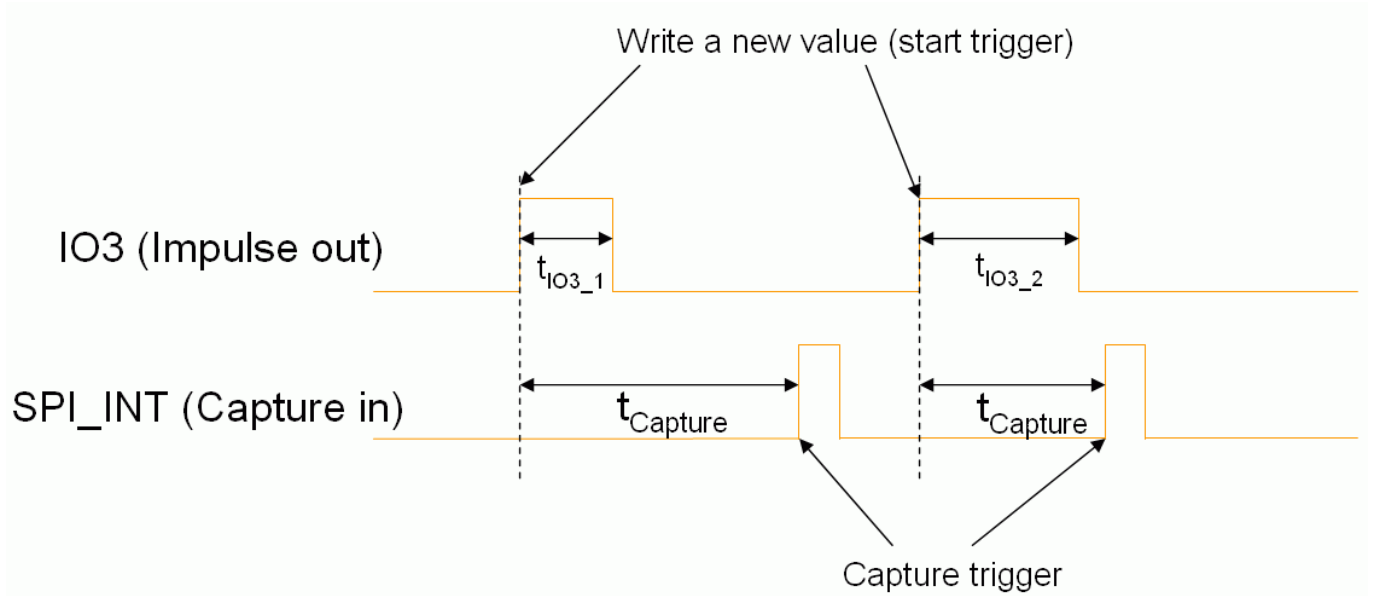 Write a new value (start trigger)
IO3 (Impulse out)
tIO3_1
tIO3_2
SPI_INT (Capture in)
tCapture
tCapture
Capture trigger